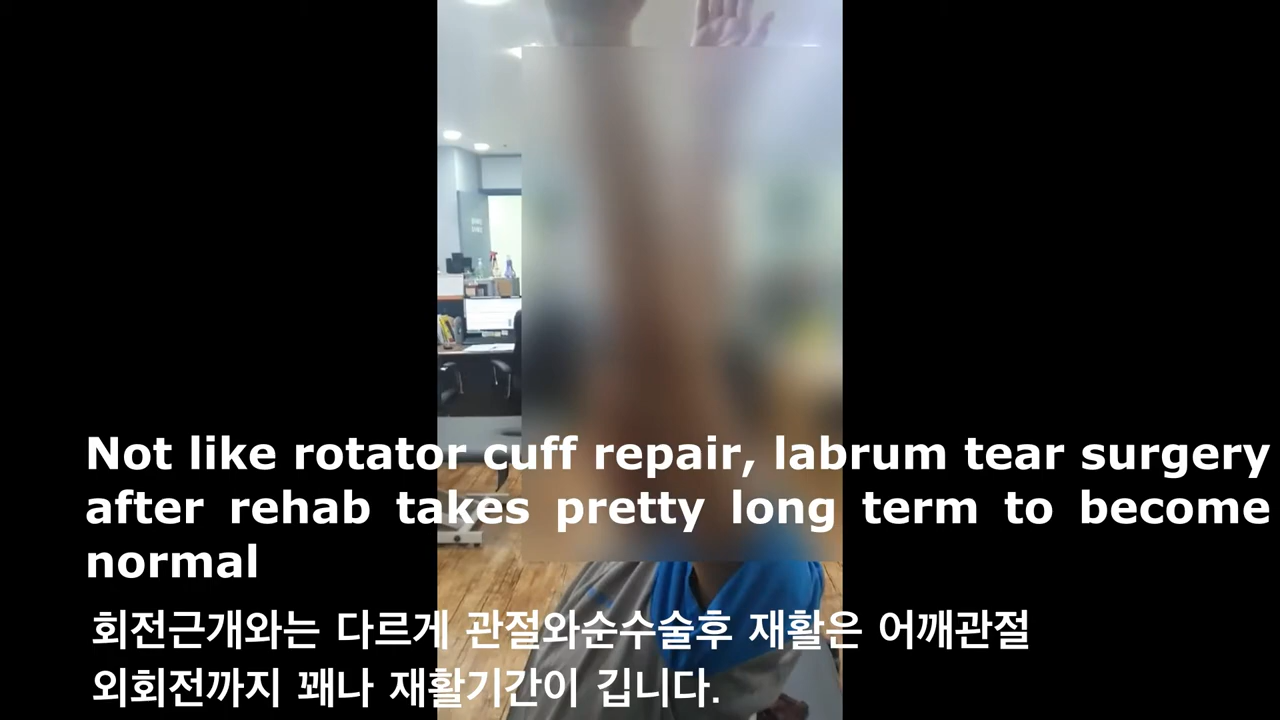 Not like rotator cuff repair, labrum tear surgery
after rehab takes pretty long term to become
normal
회전근개와는 다르게 관절와순수술후 재활은 어깨관절
외회전까지 꽤나 재활기간이 깁니다.